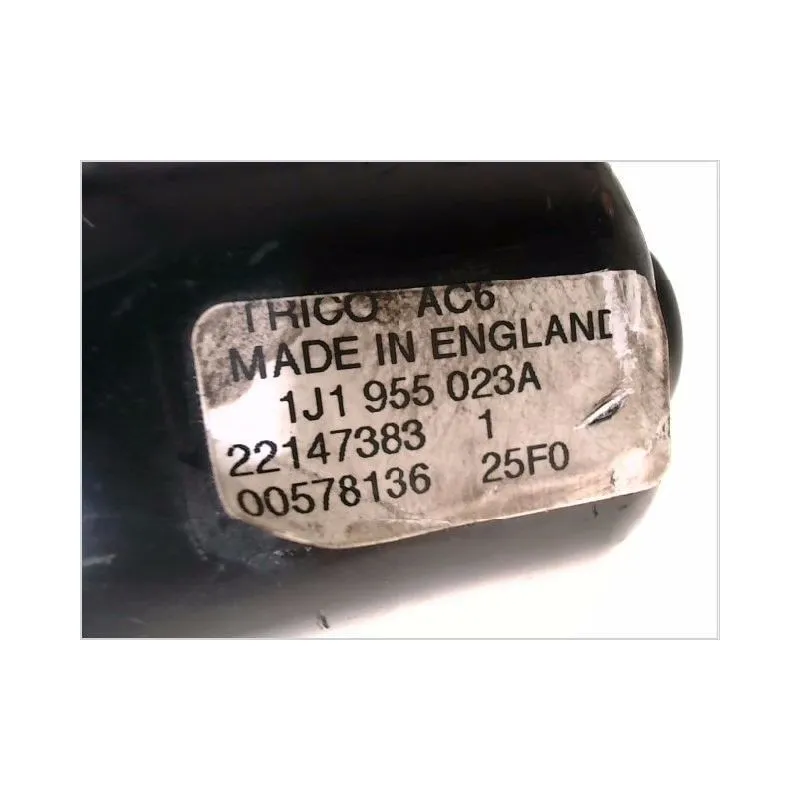 TRICO AC6
MADE IN ENGLAND
1J1 955 023A
22147383 1
00578136 25F0